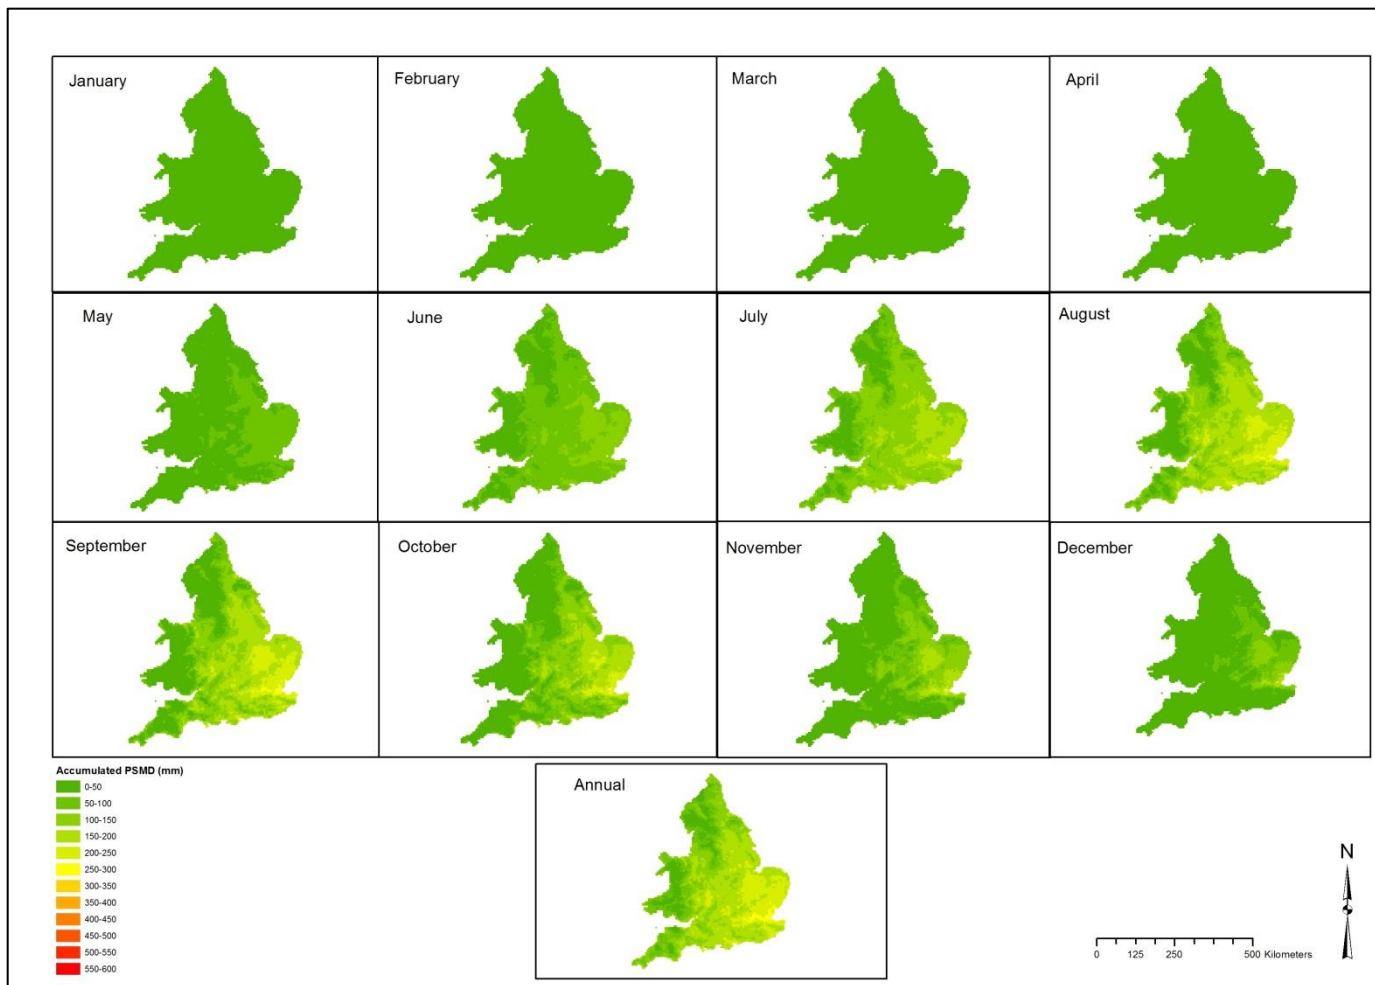 January
February
March
April
May
June
July
August
September
October
November
December
Annual
Accumulated PSMD (mm)
0-50
50-100
100-150
150-200
200-250
250-300
300-350
350-400
400-450
450-500
500-550
550-600
N
0 125 250 500 Kilometers